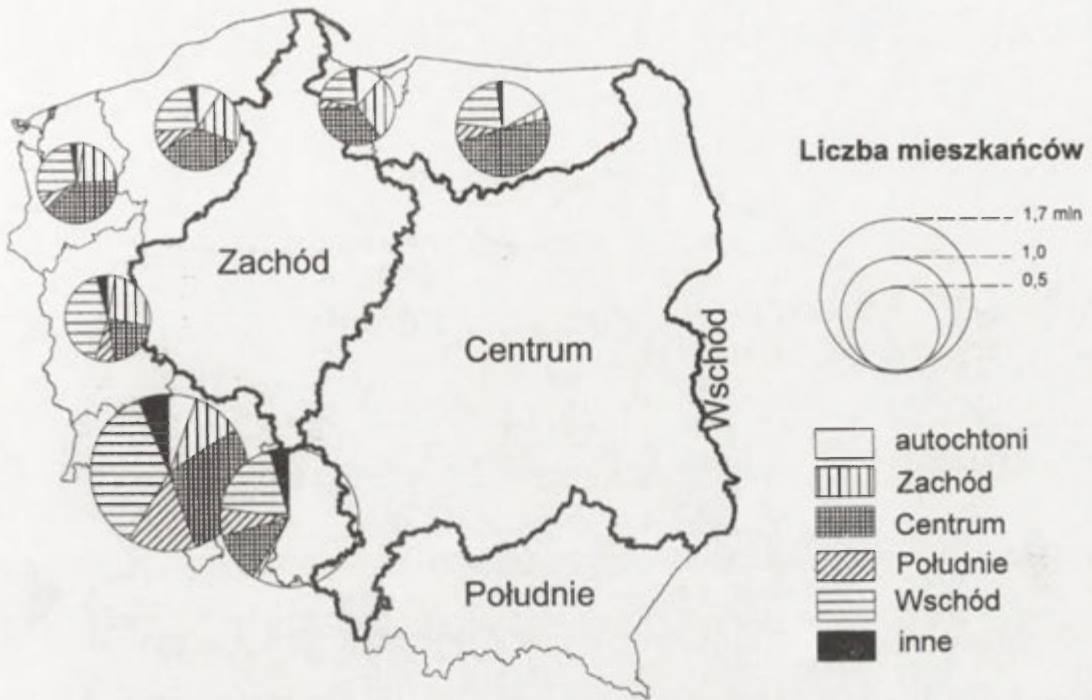 Liczba mieszkańców
1,7 mln
1,0
0,5
Zachód
Centrum
Wschód
Południe
autochtoni
Zachód
Centrum
Południe
Wschód
inne